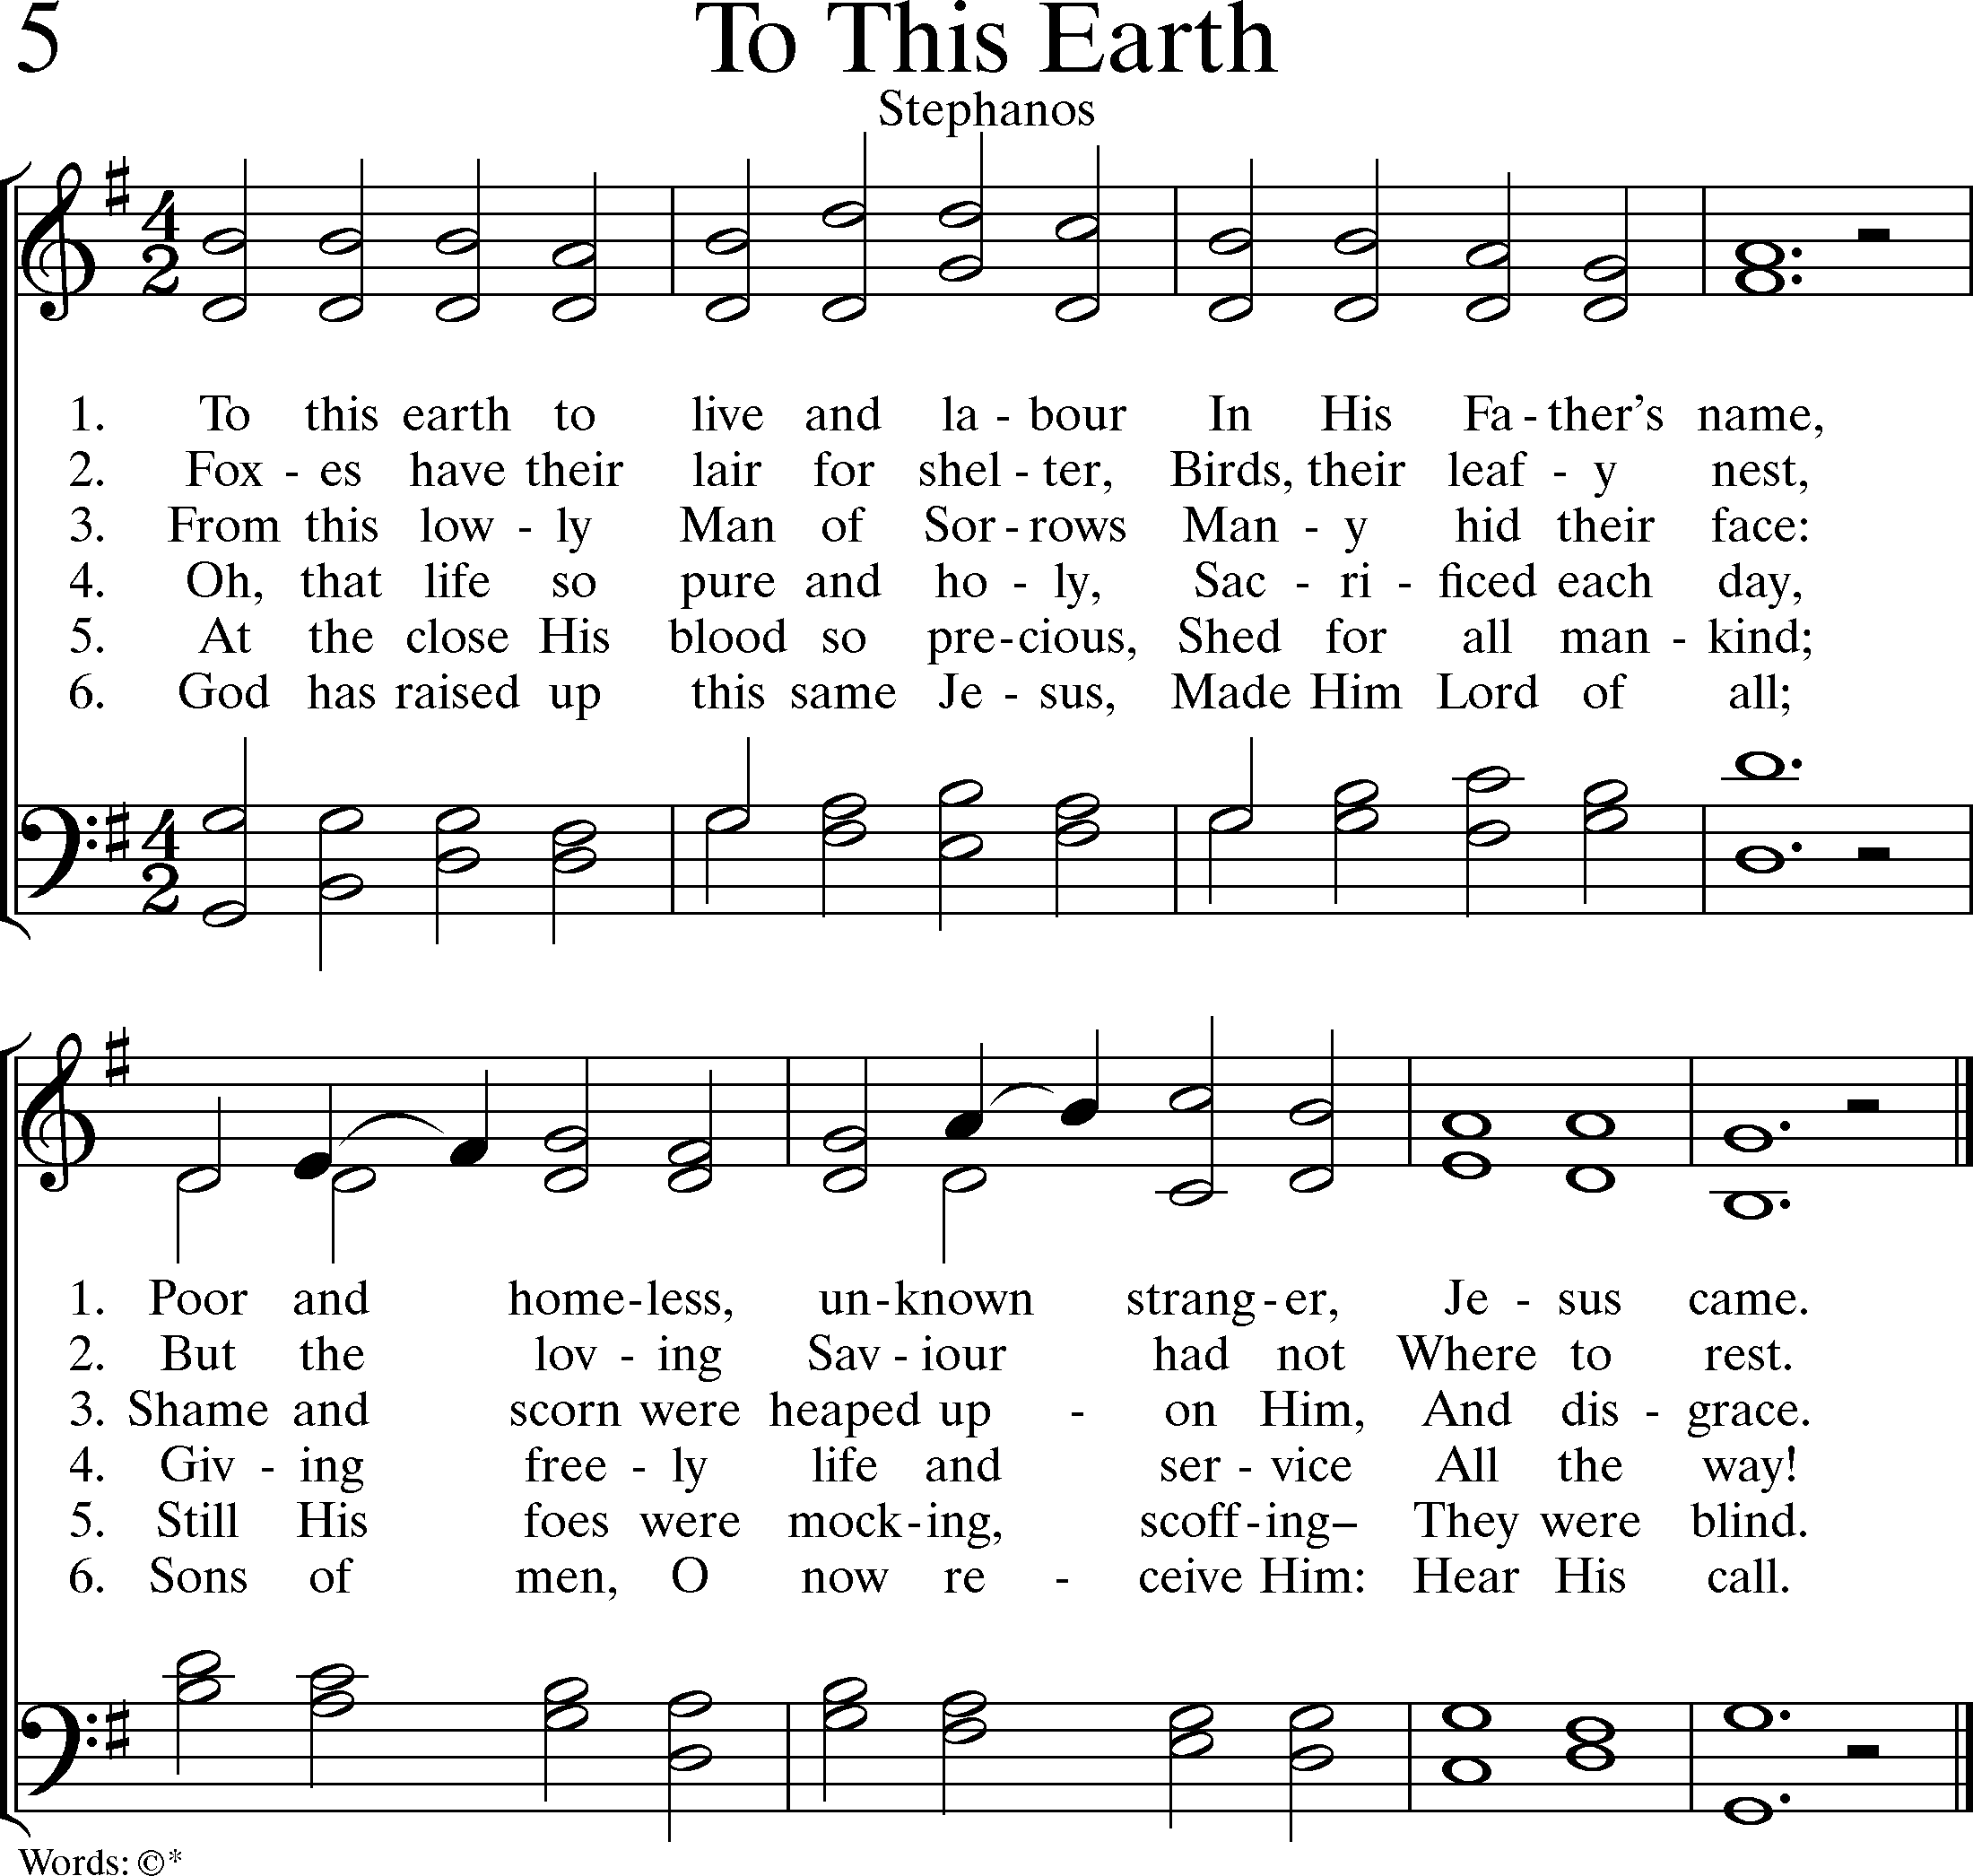 5
To This Earth
Stephanos
4
2
1. To this earth to live and la - bour In His Fa - ther's name,
2. Fox - es have their lair for shel - ter, Birds, their leaf - y nest,
3. From this low - ly Man of Sor - rows Man - y hid their face:
4. Oh, that life so pure and ho - ly, Sac - ri - ficed each day,
5. At the close His blood so pre - cious, Shed for all man - kind;
6. God has raised up this same Je - sus, Made Him Lord of all;
4
2
1. Poor and home - less, un - known strang - er, Je - sus came.
2. But the lov - ing Sav - iour had not Where to rest.
3. Shame and scorn were heaped up - on Him, And dis - grace.
4. Giv - ing free - ly life and ser - vice All the way!
5. Still His foes were mock - ing, scoff - ing– They were blind.
6. Sons of men, O now re - ceive Him: Hear His call.
Words: ©*